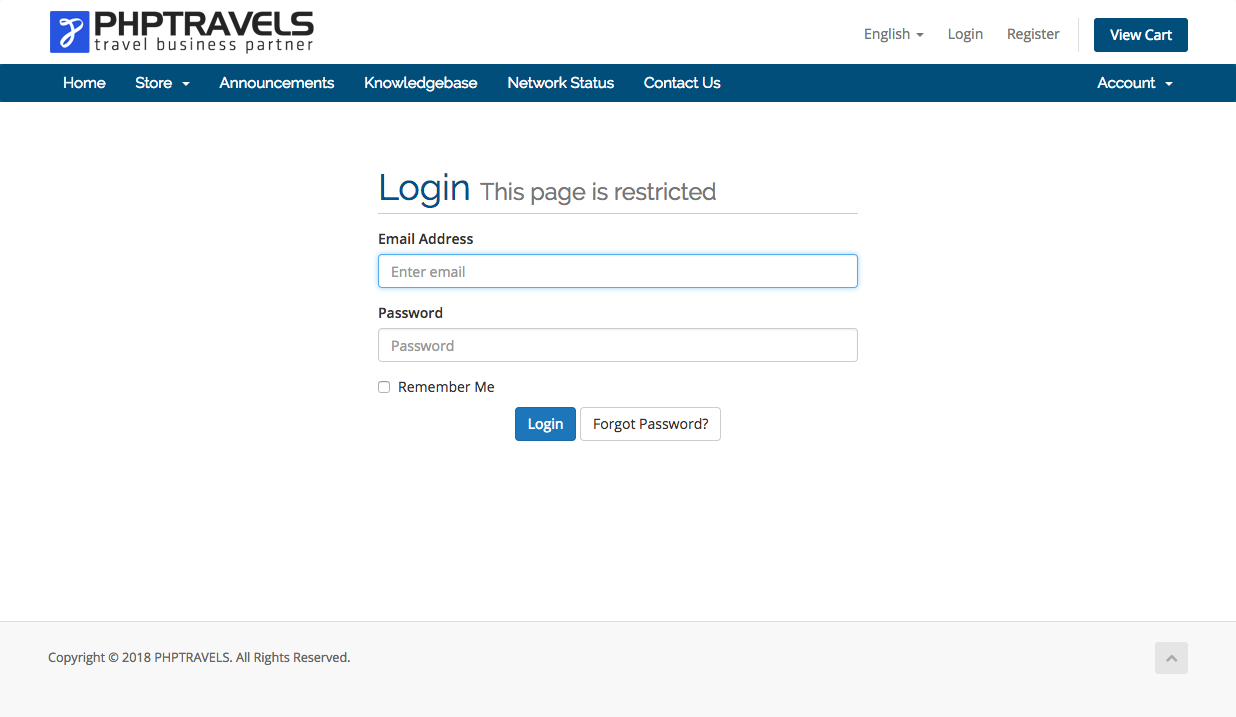 PHPTRAVELS
travel business partner
English Login Register View Cart
Home Store Announcements Knowledgebase Network Status Contact Us Account
Login This page is restricted
Email Address
Enter email
Password
Password
Remember Me
Login Forgot Password?
Copyright © 2018 PHPTRAVELS. All Rights Reserved.